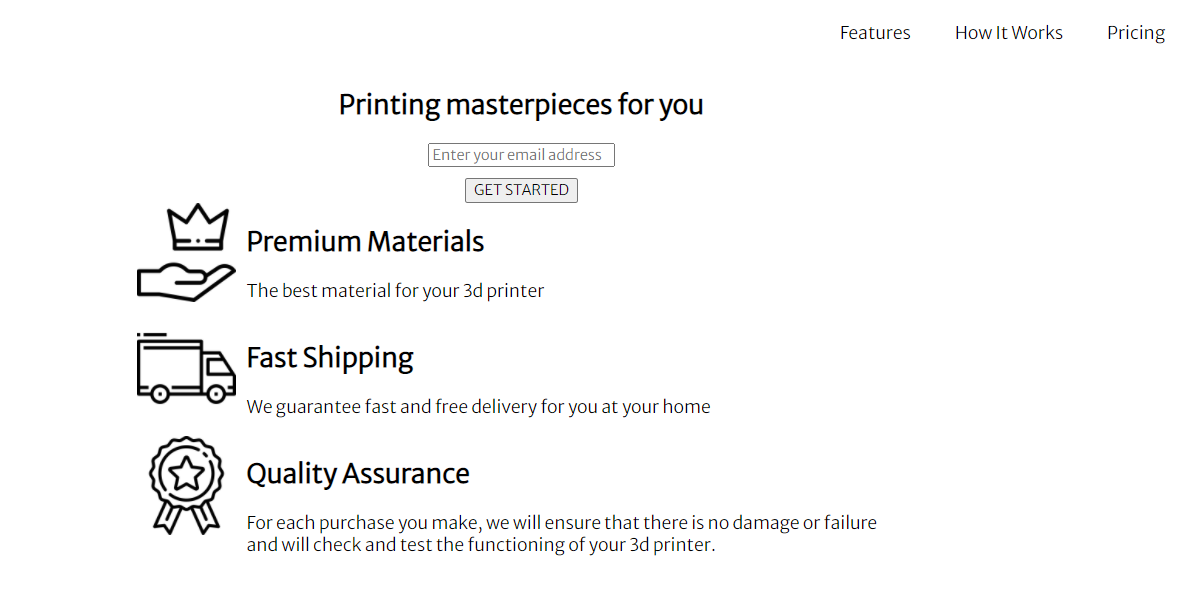 Features How It Works Pricing
Printing masterpieces for you
Enter your email address
GET STARTED
Premium Materials
The best material for your 3d printer
Fast Shipping
We guarantee fast and free delivery for you at your home
Quality Assurance
For each purchase you make, we will ensure that there is no damage or failure
and will check and test the functioning of your 3d printer.